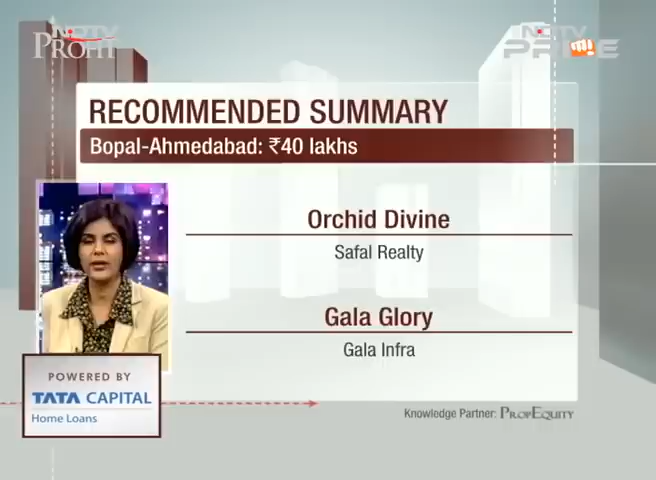 NDTV
PROFIT
NDTV
PRIME
RECOMMENDED SUMMARY
Bopal-Ahmedabad: ₹40 lakhs
Orchid Divine
Safal Realty
Gala Glory
Gala Infra
POWERED BY
TATA CAPITAL
Home Loans
Knowledge Partner: PROPEQUITY